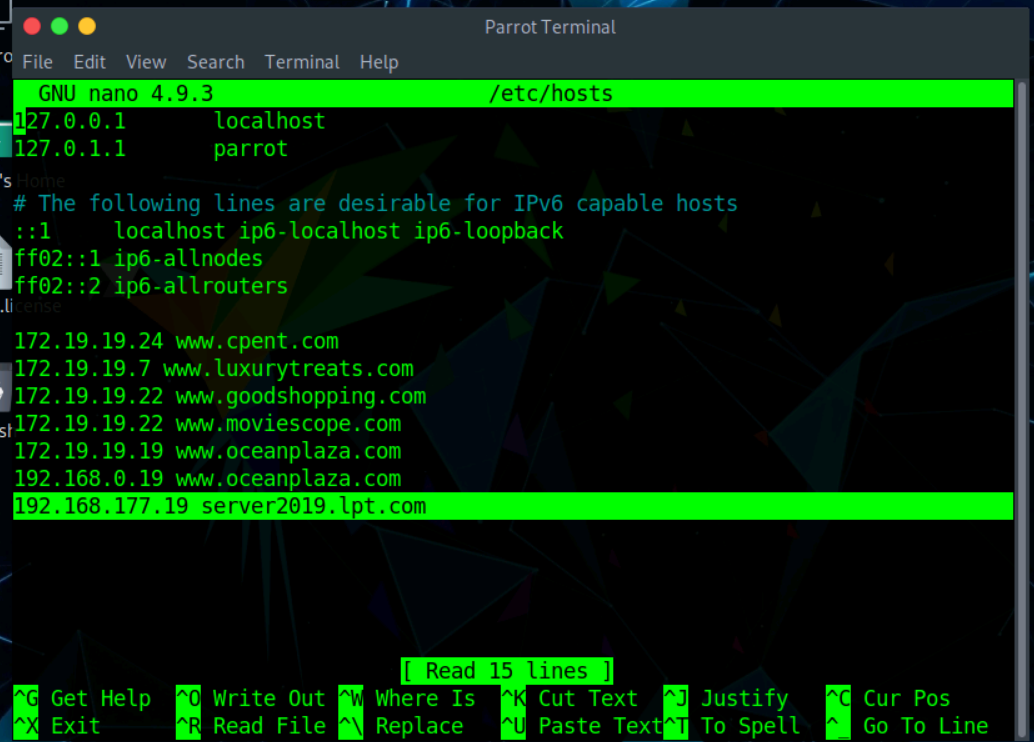 Parrot Terminal
File Edit View Search Terminal Help
GNU nano 4.9.3 /etc/hosts
127.0.0.1 localhost
127.0.1.1 parrot
's Home
# The following lines are desirable for IPv6 capable hosts
::1 localhost ip6-localhost ip6-loopback
ff02::1 ip6-allnodes
ff02::2 ip6-allrouters
.license
172.19.19.24 www.cpent.com
172.19.19.7 www.luxurytreats.com
172.19.19.22 www.goodshopping.com
172.19.19.22 www.moviescope.com
172.19.19.19 www.oceanplaza.com
192.168.0.19 www.oceanplaza.com
192.168.177.19 server2019.lpt.com
[ Read 15 lines ]
^G Get Help ^O Write Out ^W Where Is ^K Cut Text ^J Justify ^C Cur Pos
^X Exit ^R Read File ^\ Replace ^U Paste Text ^T To Spell ^_ Go To Line